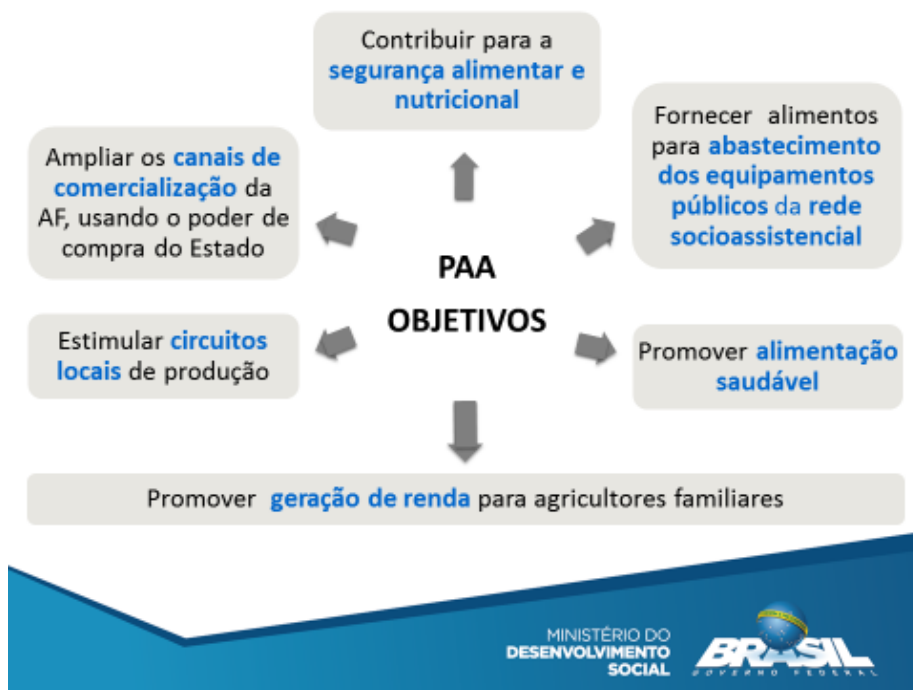 Contribuir para a
segurança alimentar e
nutricional
Fornecer alimentos
para abastecimento
dos equipamentos
públicos da rede
socioassistencial
Ampliar os canais de
comercialização da
AF, usando o poder de
compra do Estado
PAA
OBJETIVOS
Estimular circuitos
locais de produção
Promover alimentação
saudável
Promover geração de renda para agricultores familiares
MINISTÉRIO DO
DESENVOLVIMENTO
SOCIAL
BRASIL
GOVERNO FEDERAL